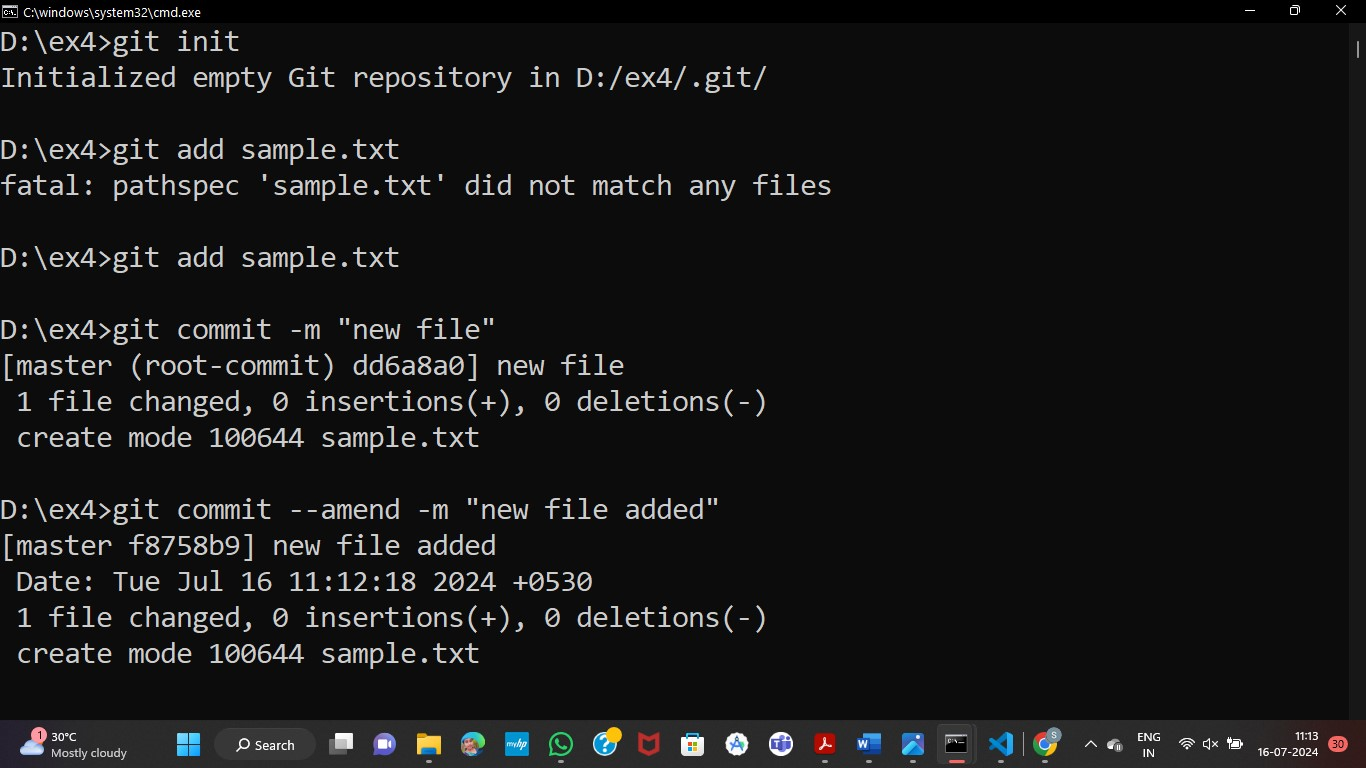 C:\windows\system32\cmd.exe
D:\ex4>git init
Initialized empty Git repository in D:/ex4/.git/
D:\ex4>git add sample.txt
fatal: pathspec 'sample.txt' did not match any files
D:\ex4>git add sample.txt
D:\ex4>git commit -m "new file"
[master (root-commit) dd6a8a0] new file
 1 file changed, 0 insertions(+), 0 deletions(-)
 create mode 100644 sample.txt
D:\ex4>git commit --amend -m "new file added"
[master f8758b9] new file added
 Date: Tue Jul 16 11:12:18 2024 +0530
 1 file changed, 0 insertions(+), 0 deletions(-)
 create mode 100644 sample.txt
1
30°C
Mostly cloudy
Search
myhp
S
ENG
IN
11:13
16-07-2024
30